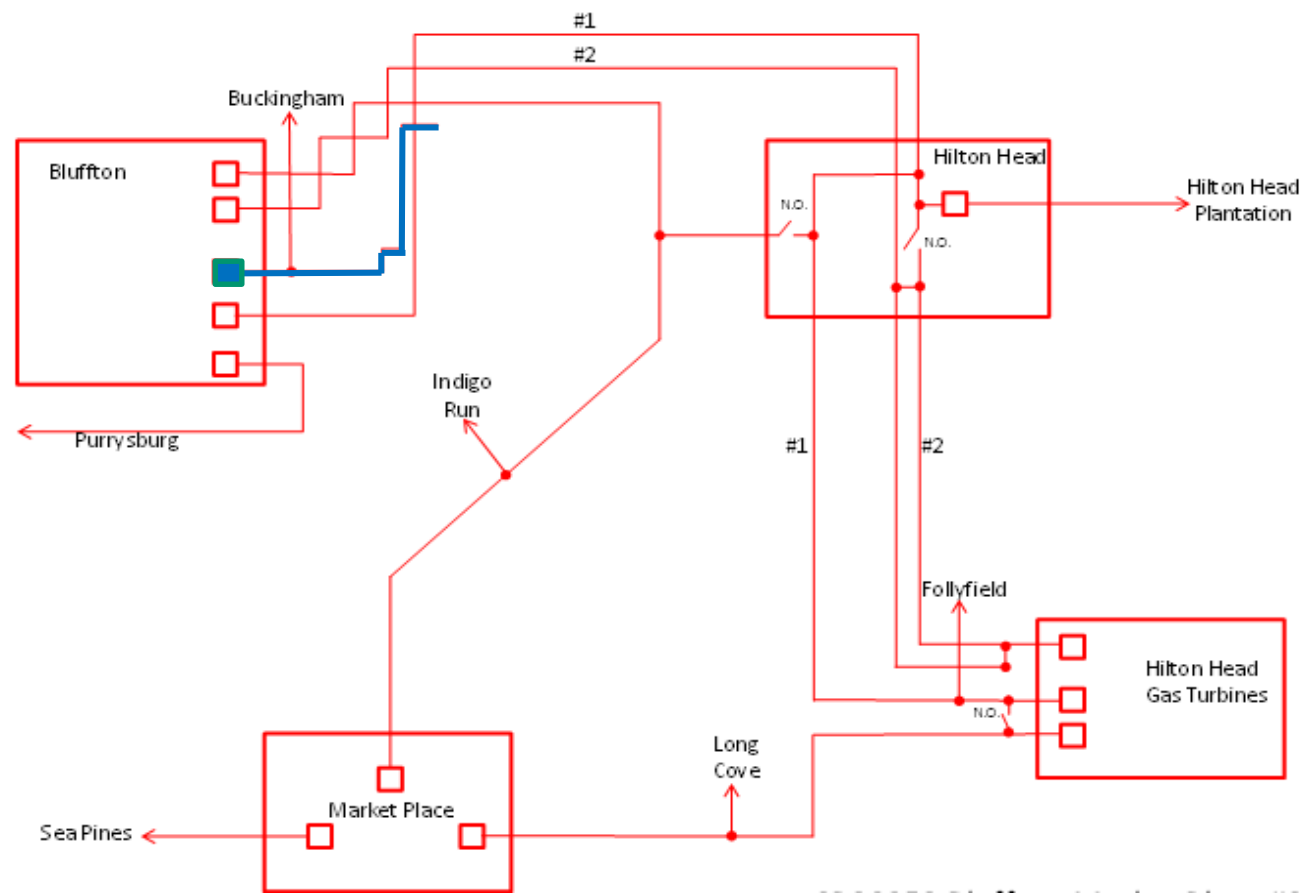 #1
#2
Buckingham
Bluffton
Hilton Head
Hilton Head
Plantation
N.O.
N.O.
Indigo
Run
Purrysburg
#1
#2
Follyfield
Hilton Head
Gas Turbines
N.O.
Long
Cove
Market Place
Sea Pines